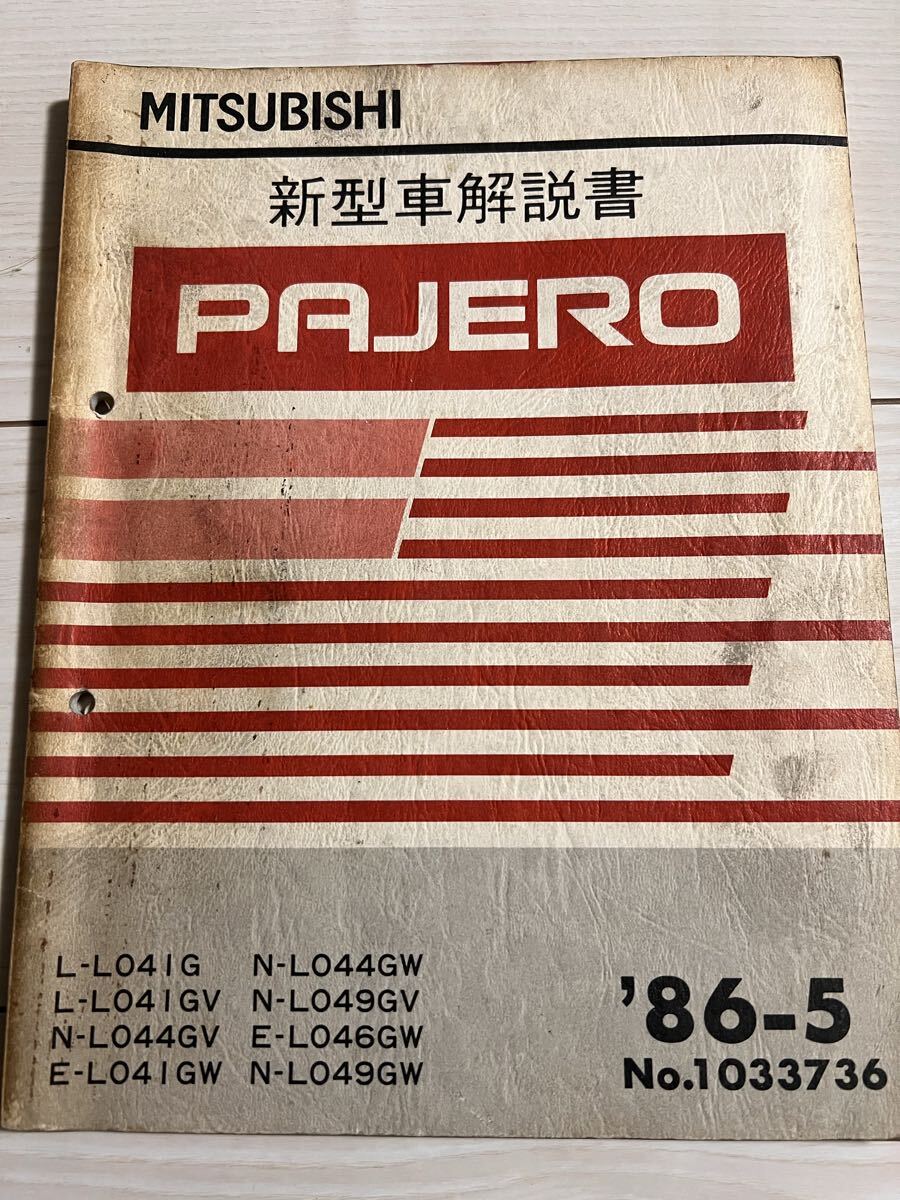 MITSUBISHI
新型車解説書
PAJERO
L-L041G N-L044GW
L-L041GV N-L049GV
N-L044GV E-L046GW
E-L041GW N-L049GW
'86-5
No.1033736